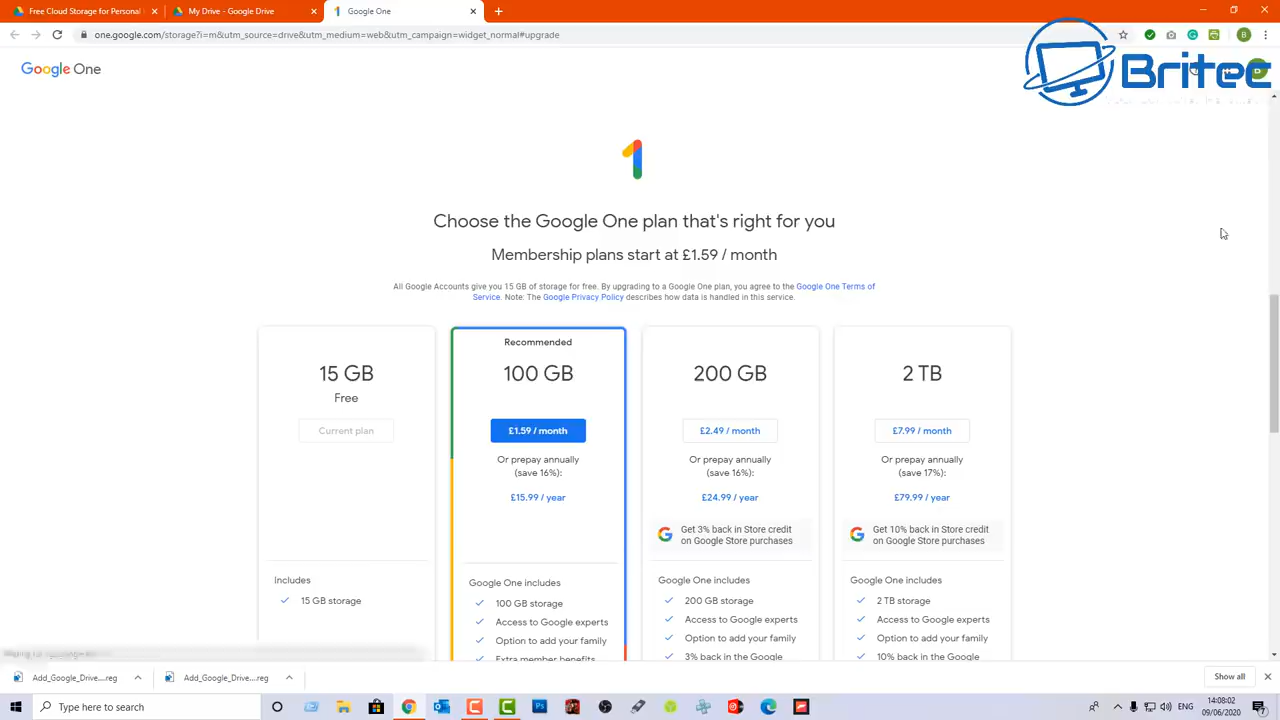 Free Cloud Storage for Personal
My Drive - Google Drive
Google One
one.google.com/storage?i=m&utm_source=drive&utm_medium=web&utm_campaign=widget_normal#upgrade
B
Google One
Britec
Choose the Google One plan that's right for you
Membership plans start at £1.59 / month
All Google Accounts give you 15 GB of storage for free. By upgrading to a Google One plan, you agree to the Google One Terms of
Service. Note: The Google Privacy Policy describes how data is handled in this service.
15 GB
Free
Current plan
Includes
15 GB storage
Recommended
100 GB
£1.59 / month
Or prepay annually
(save 16%):
£15.99 / year
Google One includes
100 GB storage
Access to Google experts
Option to add your family
Extra member benefits
200 GB
£2.49 / month
Or prepay annually
(save 16%):
£24.99 / year
Get 3% back in Store credit
on Google Store purchases
Google One includes
200 GB storage
Access to Google experts
Option to add your family
3% back in the Google
2 TB
£7.99 / month
Or prepay annually
(save 17%):
£79.99 / year
Get 10% back in Store credit
on Google Store purchases
Google One includes
2 TB storage
Access to Google experts
Option to add your family
10% back in the Google
Add_Google_Drive....reg
Add_Google_Drive....reg
Show all
Type here to search
ENG
14:08:02
09/06/2020